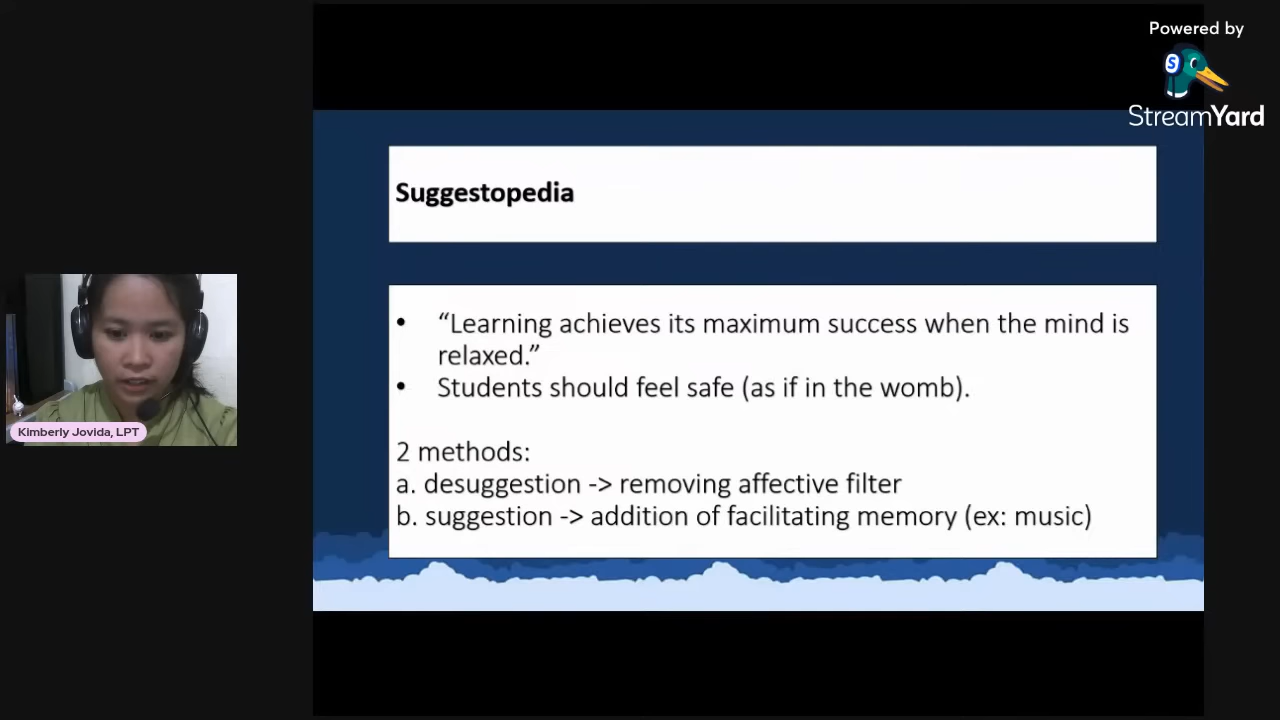 Powered by
S
StreamYard
Suggestopedia
• “Learning achieves its maximum success when the mind is
relaxed.”
• Students should feel safe (as if in the womb).
2 methods:
a. desuggestion -> removing affective filter
b. suggestion -> addition of facilitating memory (ex: music)
Kimberly Jovida, LPT